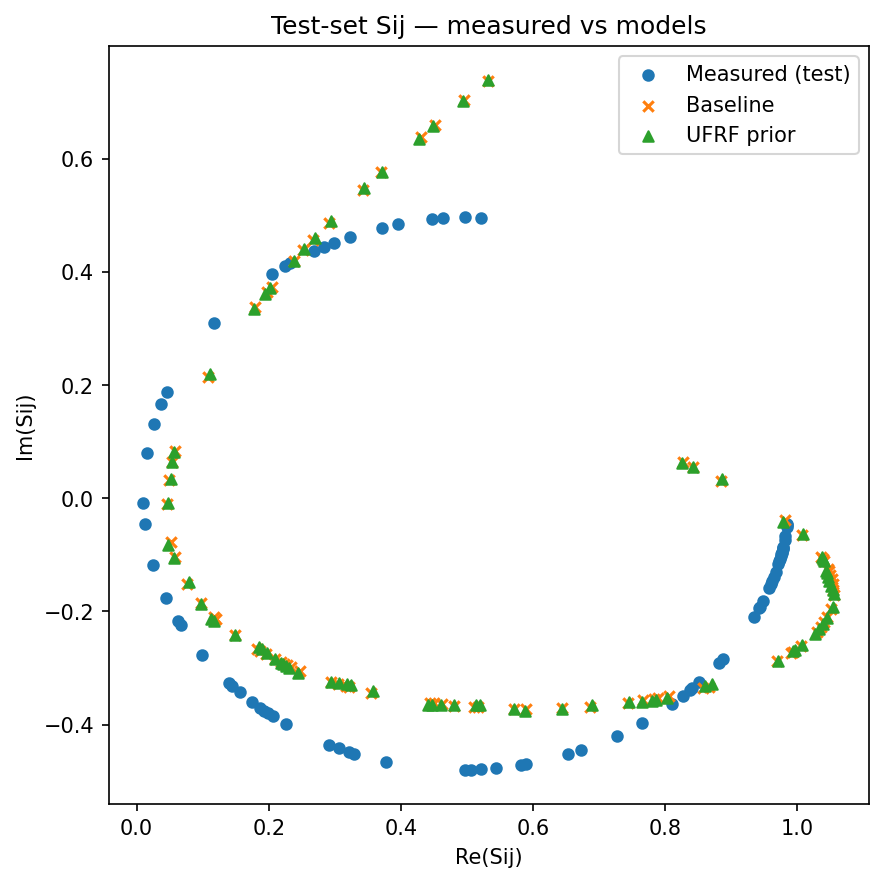 Test-set Sij — measured vs models
Measured (test)
Baseline
UFRF prior
0.6
0.4
0.2
0.0
−0.2
−0.4
Im(Sij)
0.0 0.2 0.4 0.6 0.8 1.0
Re(Sij)